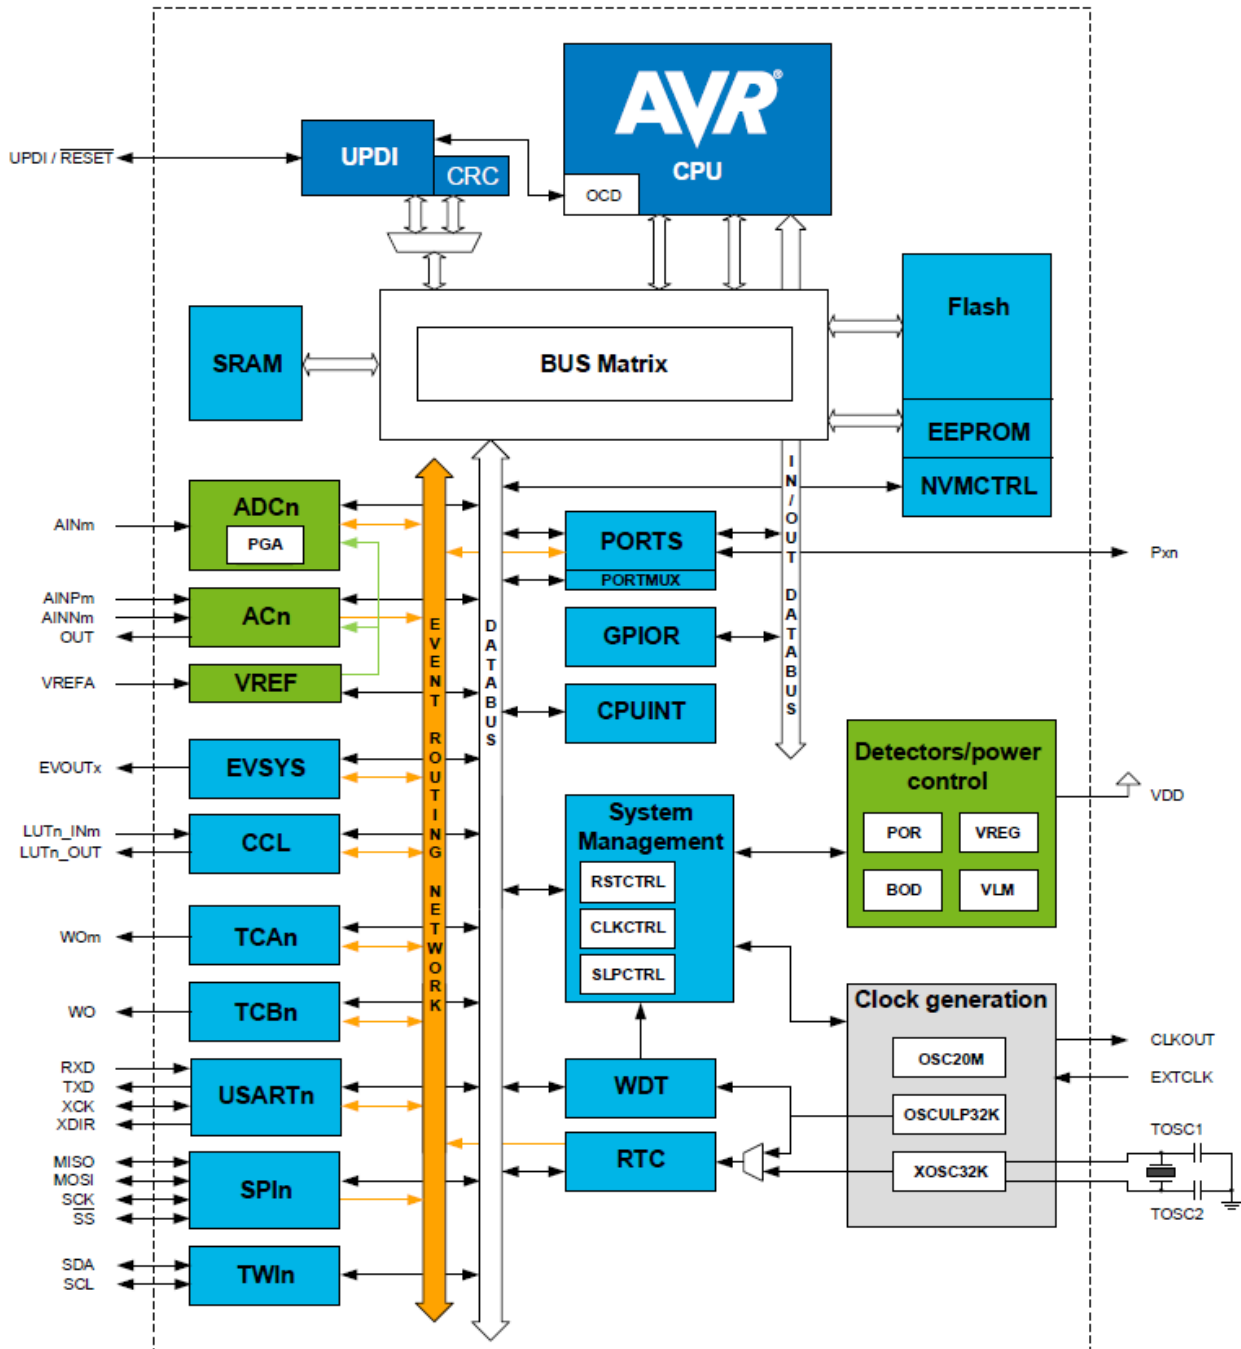 AVR®
CPU
OCD
UPDI / RESET
UPDI
CRC
Flash
EEPROM
NVMCTRL
SRAM
BUS Matrix
IN/OUT DATABUS
DATABUS
EVENT ROUTING NETWORK
AINm
ADCn
PGA
AINPm
AINNm
OUT
ACn
VREFA
VREF
EVOUTx
EVSYS
LUTn_INm
LUTn_OUT
CCL
WOm
TCAn
WO
TCBn
RXD
TXD
XCK
XDIR
USARTn
MISO
MOSI
SCK
SS
SPIn
SDA
SCL
TWIn
PORTS
PORTMUX
Pxn
GPIOR
CPUINT
System
Management
RSTCTRL
CLKCTRL
SLPCTRL
Detectors/power
control
POR
VREG
BOD
VLM
VDD
WDT
RTC
Clock generation
OSC20M
OSCULP32K
XOSC32K
CLKOUT
EXTCLK
TOSC1
TOSC2